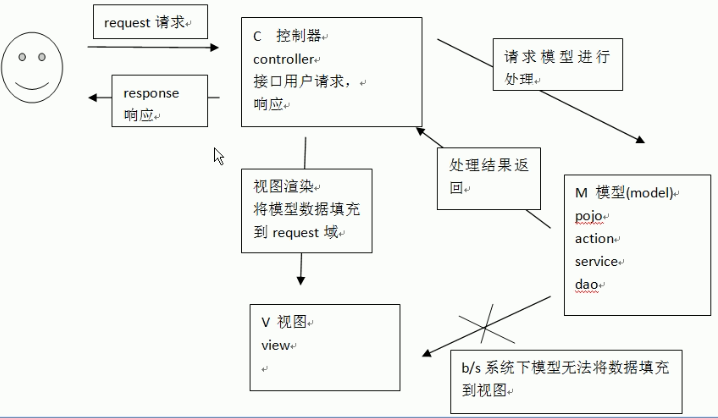 request 请求
response
响应
C 控制器
controller
接口用户请求，
响应
请求模型进行
处理
处理结果返
回
视图渲染
将模型数据填充
到 request 域
M 模型(model)
pojo
action
service
dao
V 视图
view
b/s 系统下模型无法将数据填充
到视图